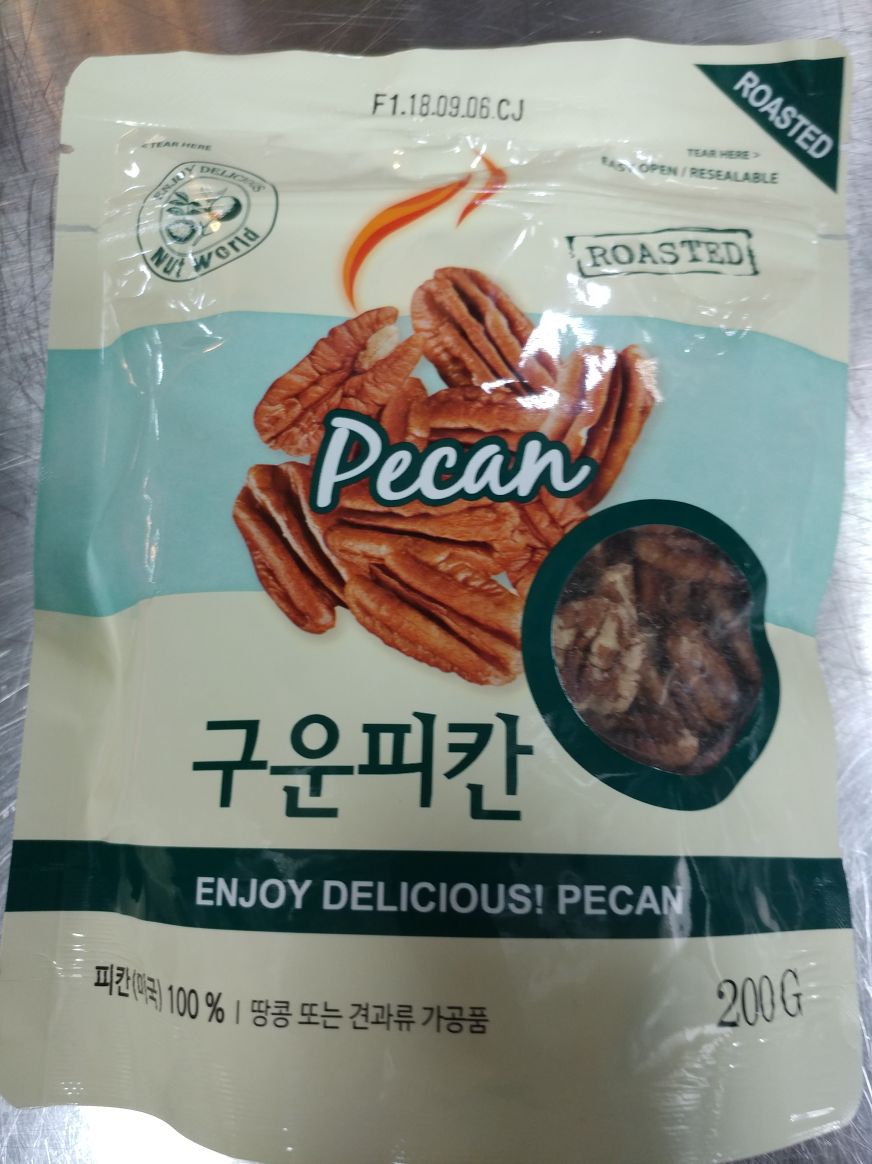 F1.18.09.06.CJ
ROASTED
< TEAR HERE
TEAR HERE >
EASY OPEN / RESEALABLE
ENJOY DELICIOUS
Nut World
ROASTED
Pecan
구운피칸
ENJOY DELICIOUS! PECAN
피칸(미국) 100 % | 땅콩 또는 견과류 가공품
200G